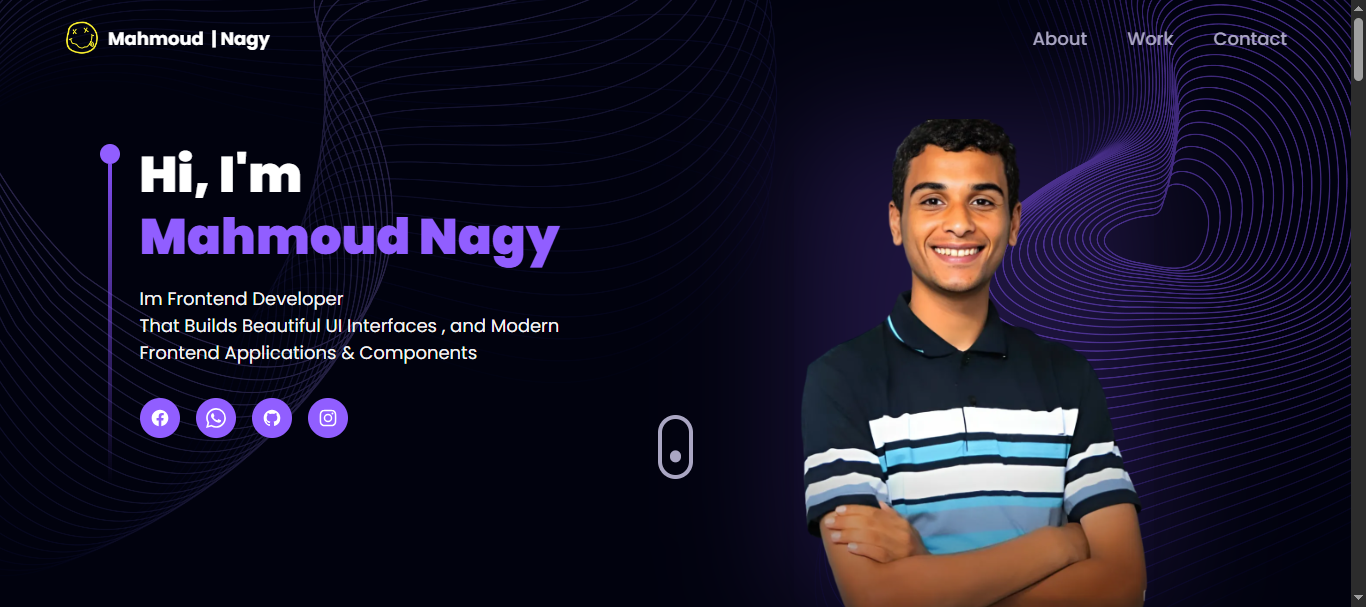 Mahmoud | Nagy
About Work Contact
Hi, I'm
Mahmoud Nagy
Im Frontend Developer
That Builds Beautiful UI Interfaces , and Modern
Frontend Applications & Components